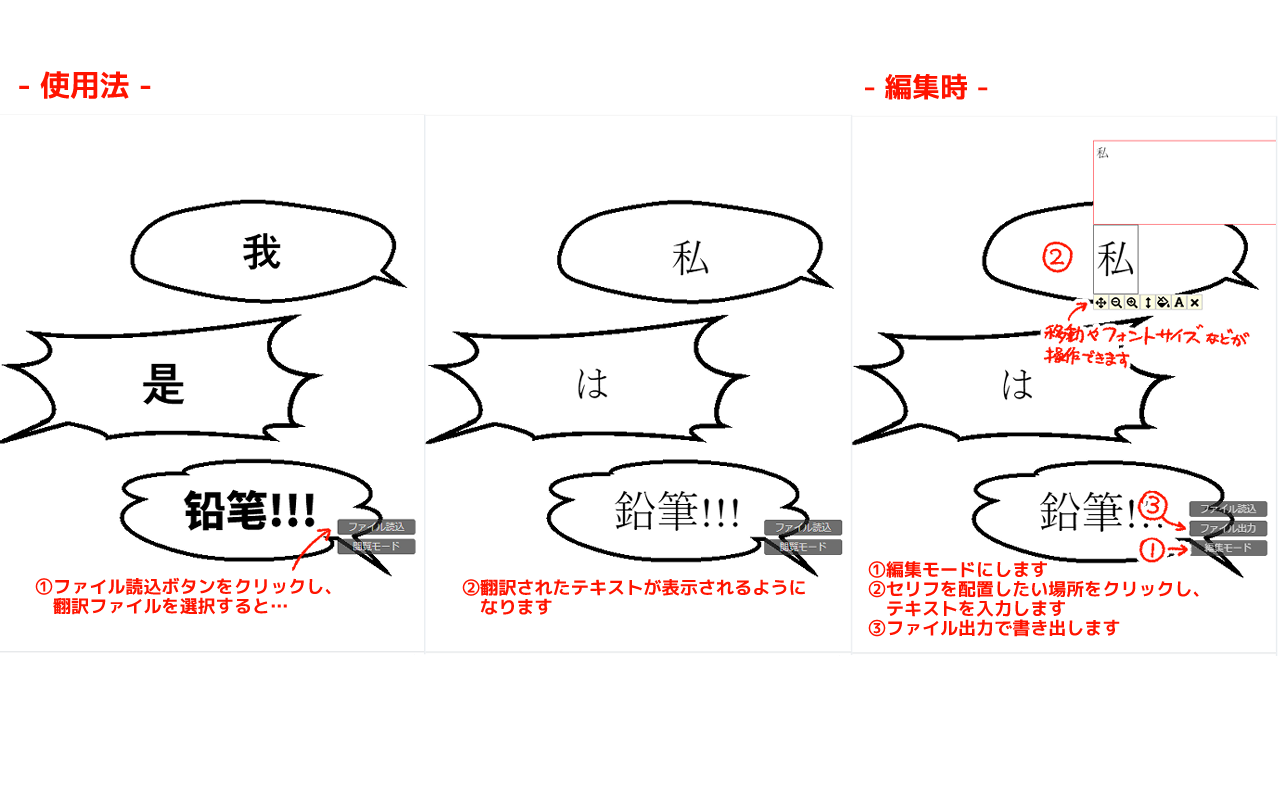 - 使用法 -
我
是
铅笔!!!
ファイル読込
閲覧モード
①ファイル読込ボタンをクリックし、
翻訳ファイルを選択すると…
私
は
鉛筆!!!
ファイル読込
閲覧モード
②翻訳されたテキストが表示されるように
なります
- 編集時 -
私
②
私
A
移動やフォントサイズなどが
操作できます
は
鉛筆!..
③
ファイル読込
ファイル出力
①
編集モード
①編集モードにします
②セリフを配置したい場所をクリックし、
テキストを入力します
③ファイル出力で書き出します